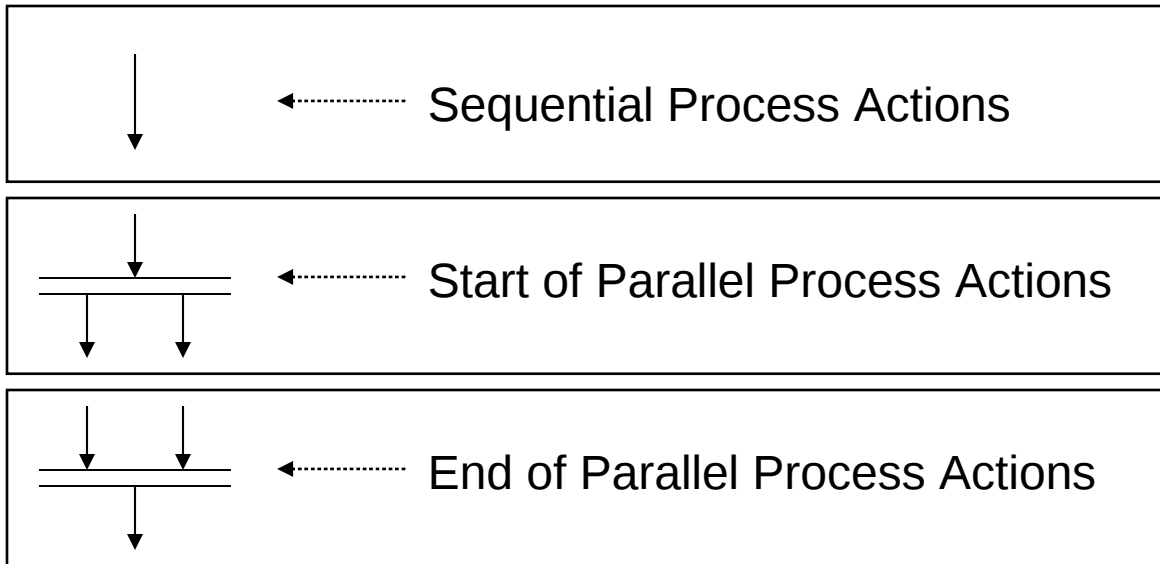 Sequential Process Actions
Start of Parallel Process Actions
End of Parallel Process Actions